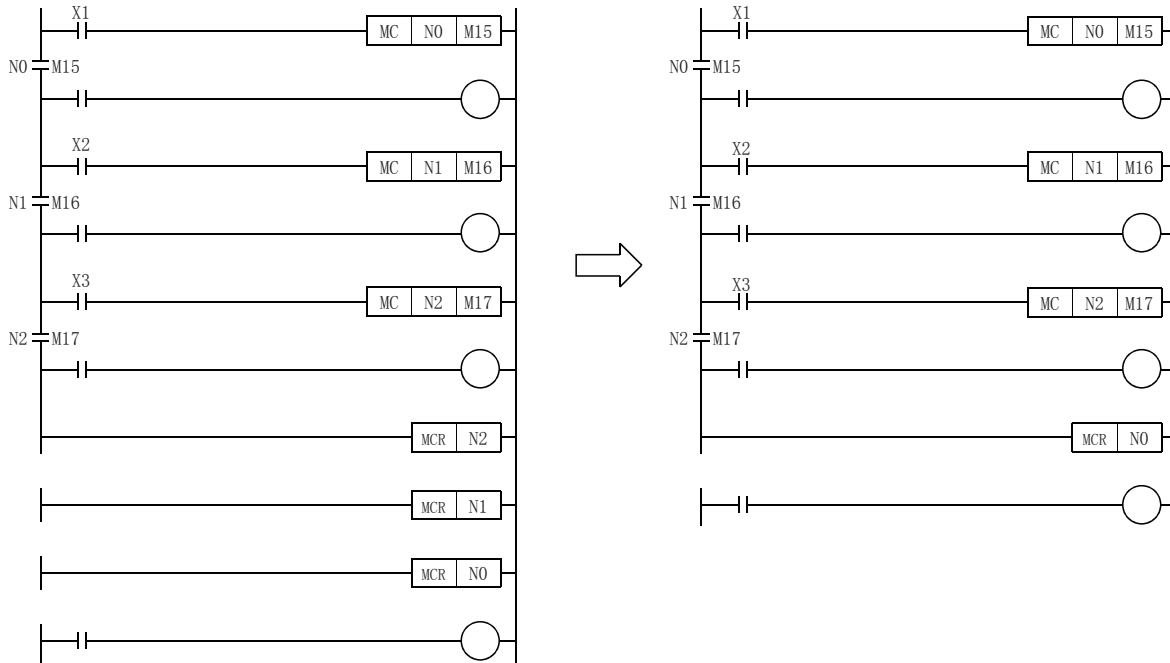 X1
MC N0 M15
N0 M15
X2
MC N1 M16
N1 M16
X3
MC N2 M17
N2 M17
MCR N2
MCR N1
MCR N0
X1
MC N0 M15
N0 M15
X2
MC N1 M16
N1 M16
X3
MC N2 M17
N2 M17
MCR N0